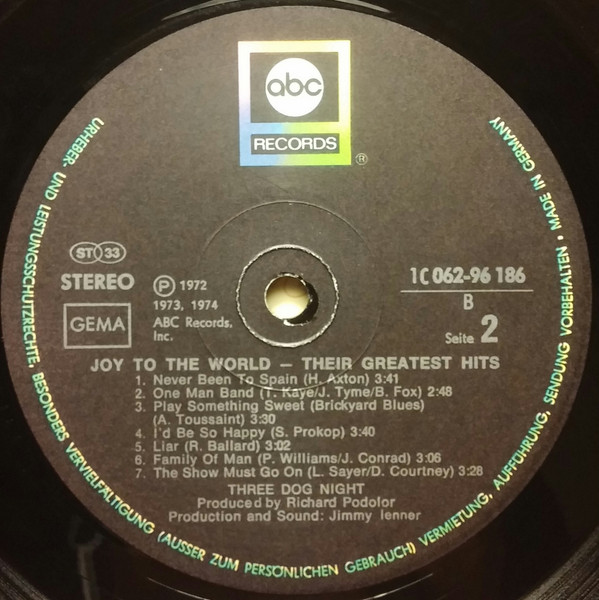 abc
RECORDS
®
URHEBER- UND LEISTUNGSSCHUTZRECHTE, BESONDERS VERVIELFÄLTIGUNG (AUSSER ZUM PERSÖNLICHEN GEBRAUCH) VERMIETUNG, AUFFÜHRUNG, SENDUNG VORBEHALTEN • MADE IN GERMANY
ST 33
STEREO
GEMA
℗ 1972
1973, 1974
ABC Records,
Inc.
1C 062-96 186
B
Seite 2
JOY TO THE WORLD – THEIR GREATEST HITS
1. Never Been To Spain (H. Axton) 3:41
2. One Man Band (T. Kaye/J. Tyme/B. Fox) 2:48
3. Play Something Sweet (Brickyard Blues)
(A. Toussaint) 3:30
4. I'd Be So Happy (S. Prokop) 3:40
5. Liar (R. Ballard) 3:02
6. Family Of Man (P. Williams/J. Conrad) 3:06
7. The Show Must Go On (L. Sayer/D. Courtney) 3:28
THREE DOG NIGHT
Produced by Richard Podolor
Production and Sound: Jimmy Ienner